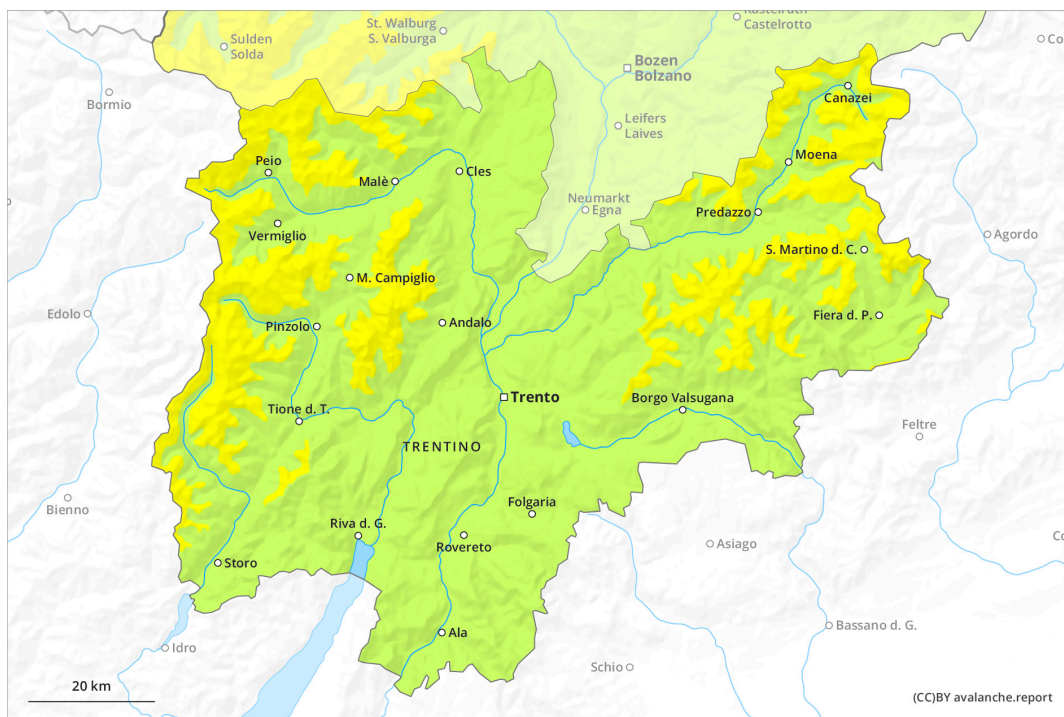 Kastelruth
Castelrotto
St. Walburg
S. Valburga
Sulden
Solda
Bozen
Bolzano
Bormio
Canazei
Leifers
Laives
Moena
Peio
Malè
Cles
Neumarkt
Egna
Predazzo
Vermiglio
Agordo
S. Martino d. C.
M. Campiglio
Edolo
Pinzolo
Andalo
Fiera d. P.
Trento
Borgo Valsugana
Tione d. T.
Feltre
TRENTINO
Bienno
Folgaria
Riva d. G.
Rovereto
Asiago
Storo
Bassano d. G.
Ala
Idro
Schio
20 km
(CC)BY avalanche.report